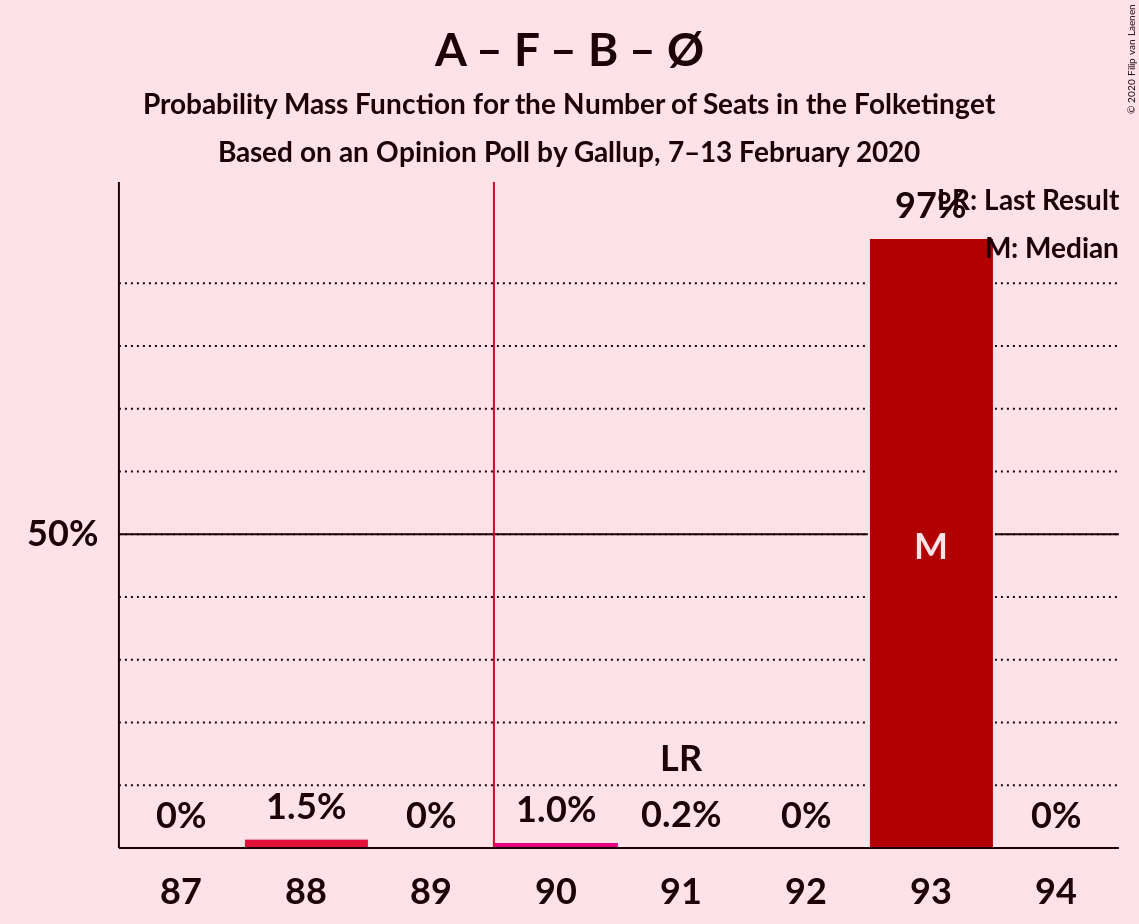 A – F – B – Ø
Probability Mass Function for the Number of Seats in the Folketinget
Based on an Opinion Poll by Gallup, 7–13 February 2020
© 2020 Filip van Laenen
LR: Last Result
M: Median
97%
50%
M
LR
0% 1.5% 0% 1.0% 0.2% 0% 0%
87 88 89 90 91 92 93 94